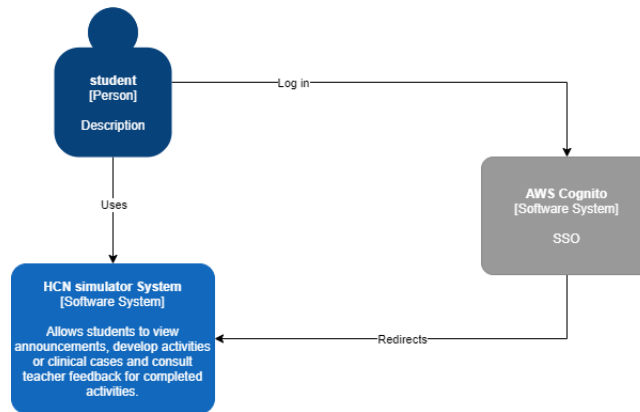 student
[Person]
Description
Log in
AWS Cognito
[Software System]
SSO
Uses
HCN simulator System
[Software System]
Allows students to view
announcements, develop activities
or clinical cases and consult
teacher feedback for completed
activities.
Redirects